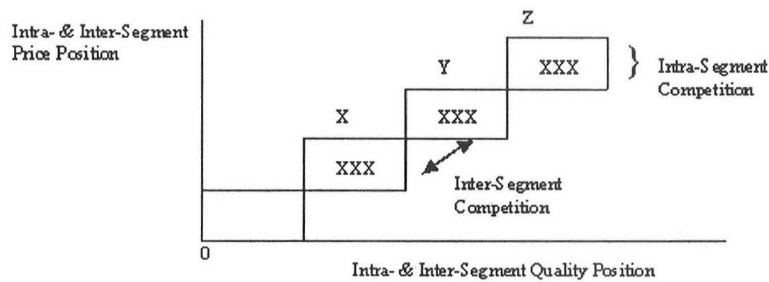 Z
Intra- & Inter-Segment
Price Position
Y
XXX
Intra-Segment
Competition
X
XXX
XXX
Inter-Segment
Competition
0
Intra- & Inter-Segment Quality Position